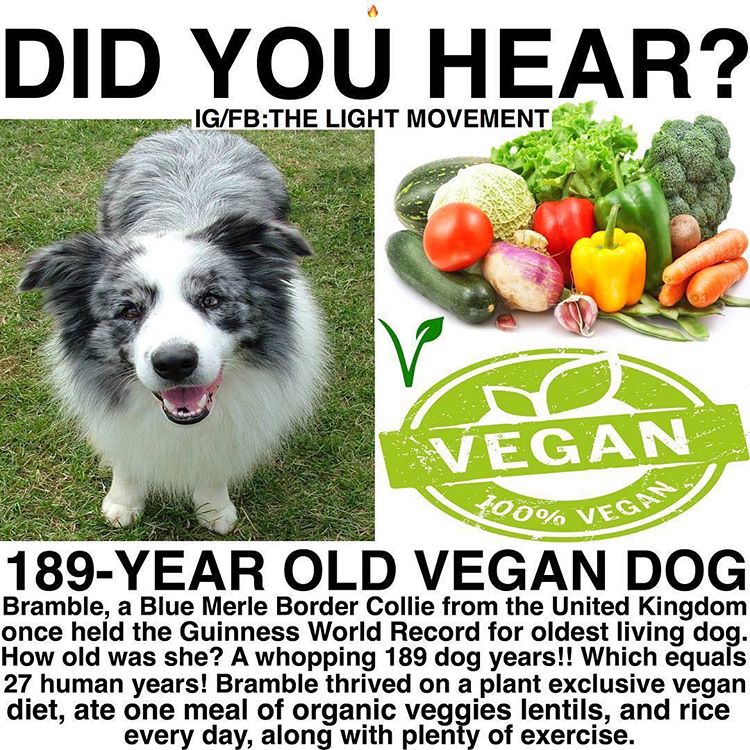 DID YOU HEAR?
IG/FB:THE LIGHT MOVEMENT
V
VEGAN
100% VEGAN
189-YEAR OLD VEGAN DOG
Bramble, a Blue Merle Border Collie from the United Kingdom
once held the Guinness World Record for oldest living dog.
How old was she? A whopping 189 dog years!! Which equals
27 human years! Bramble thrived on a plant exclusive vegan
diet, ate one meal of organic veggies lentils, and rice
every day, along with plenty of exercise.